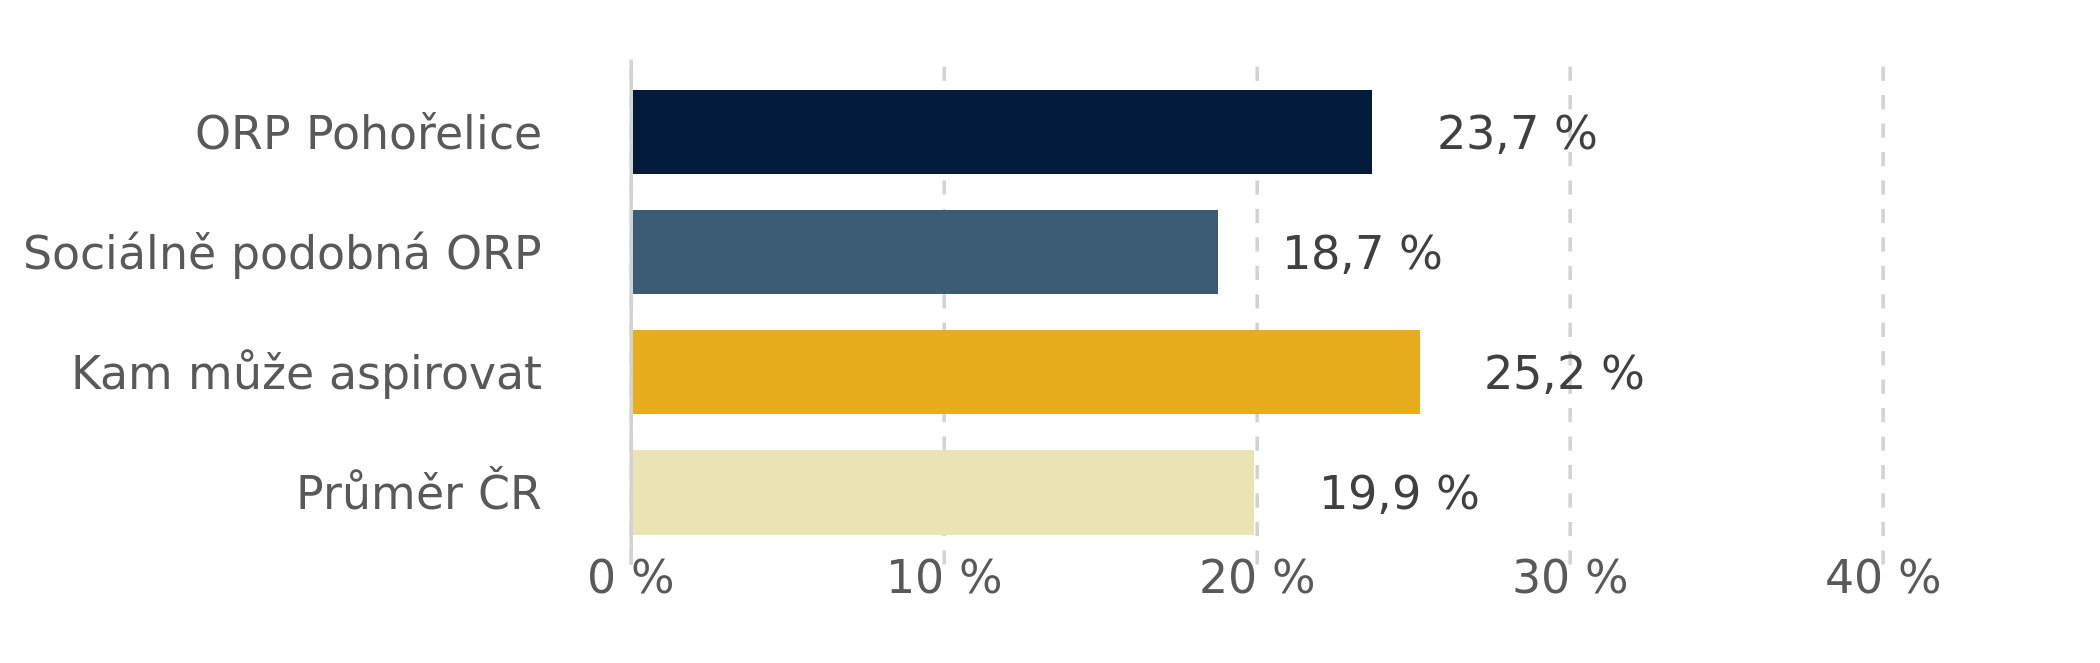 ORP Pohořelice 23,7 %
Sociálně podobná ORP 18,7 %
Kam může aspirovat 25,2 %
Průměr ČR 19,9 %
0 % 10 % 20 % 30 % 40 %